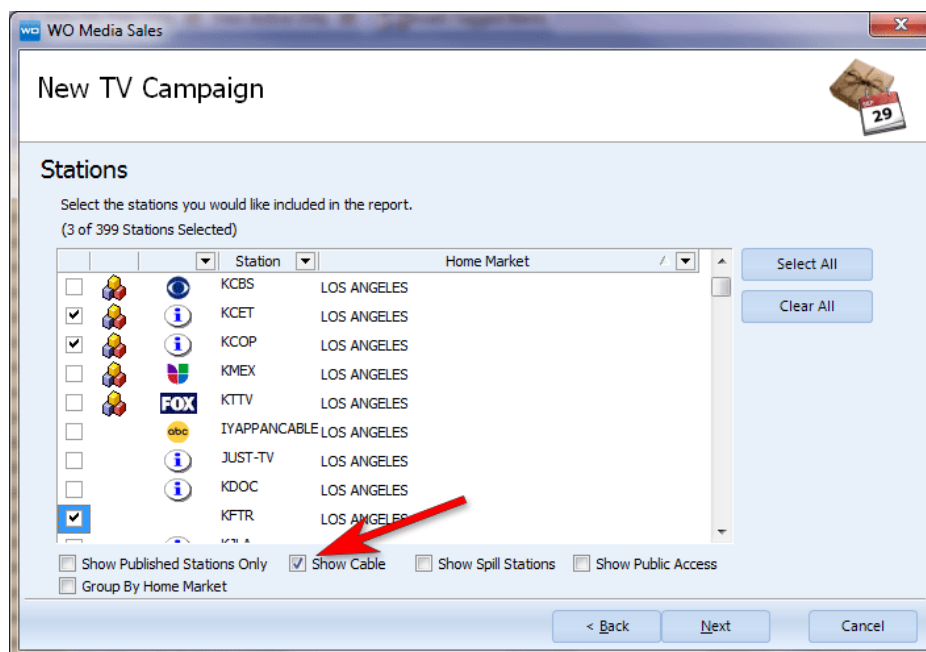 WO WO Media Sales
New TV Campaign
SEP
29
Stations
Select the stations you would like included in the report.
(3 of 399 Stations Selected)
Station Home Market
Select All
Clear All
KCBS LOS ANGELES
i KCET LOS ANGELES
i KCOP LOS ANGELES
KMEX LOS ANGELES
FOX KTTV LOS ANGELES
abc IYAPPANCABLE LOS ANGELES
i JUST-TV LOS ANGELES
i KDOC LOS ANGELES
KFTR LOS ANGELES
Show Published Stations Only Show Cable Show Spill Stations Show Public Access
Group By Home Market
< Back Next Cancel